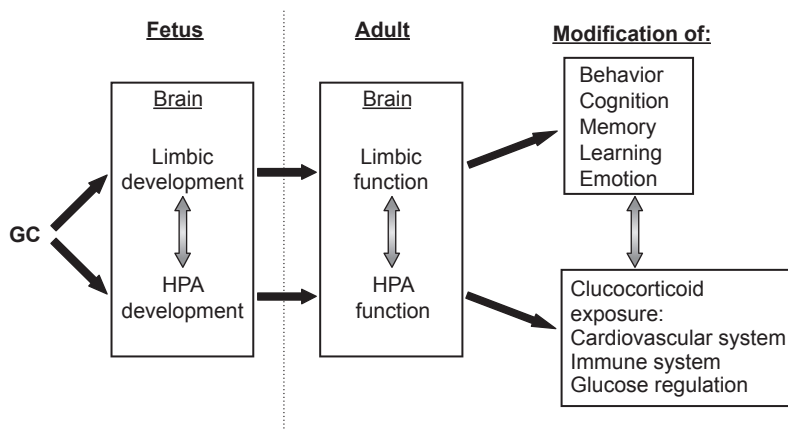 Fetus
Adult
Modification of:
Brain
Limbic
development
HPA
development
GC
Brain
Limbic
function
HPA
function
Behavior
Cognition
Memory
Learning
Emotion
Clucocorticoid
exposure:
Cardiovascular system
Immune system
Glucose regulation